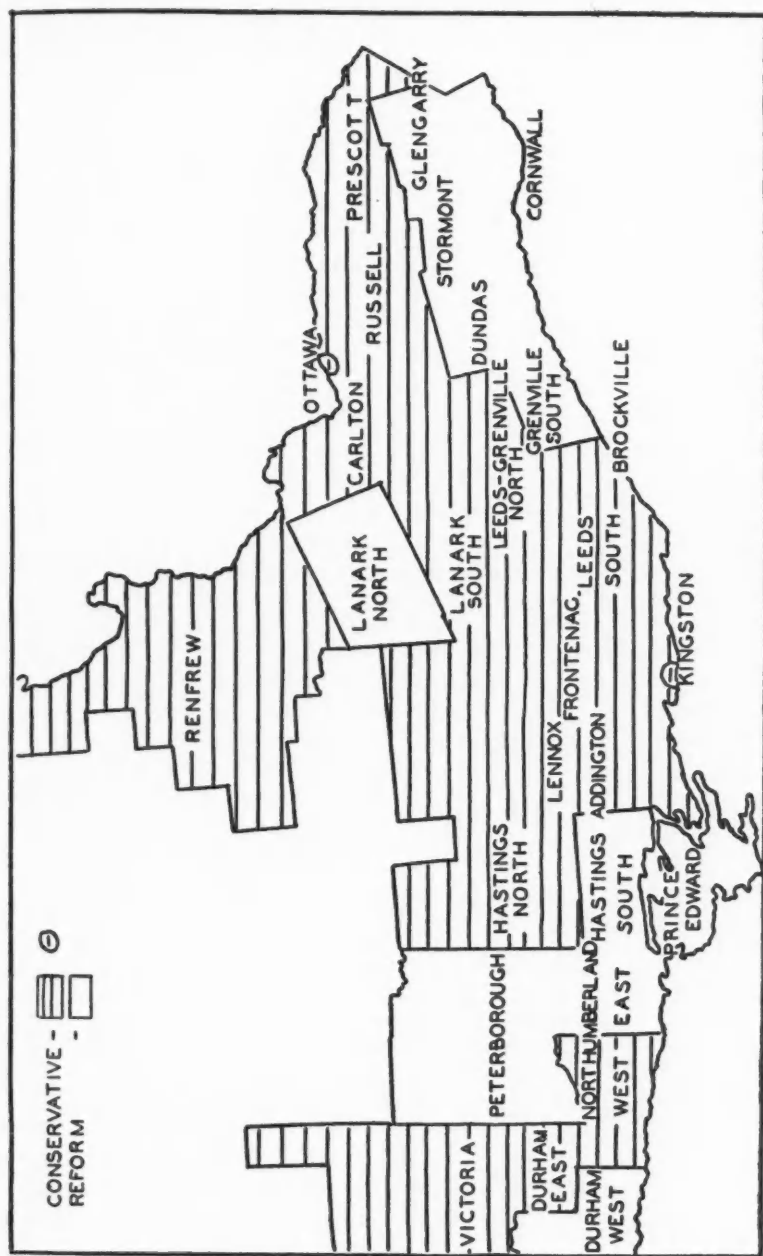 CONSERVATIVE -
REFORM -
RENFREW
OTTAWA
PRESCOTT
RUSSELL
CARLTON
GLENGARRY
STORMONT
DUNDAS
CORNWALL
LANARK
NORTH
LANARK
SOUTH
LEEDS-GRENVILLE
NORTH
GRENVILLE
SOUTH
BROCKVILLE
LEEDS
SOUTH
FRONTENAC
LENNOX
ADDINGTON
KINGSTON
HASTINGS
NORTH
HASTINGS
SOUTH
PRINCE
EDWARD
PETERBOROUGH
NORTHUMBERLAND
WEST
EAST
VICTORIA
DURHAM
EAST
DURHAM
WEST